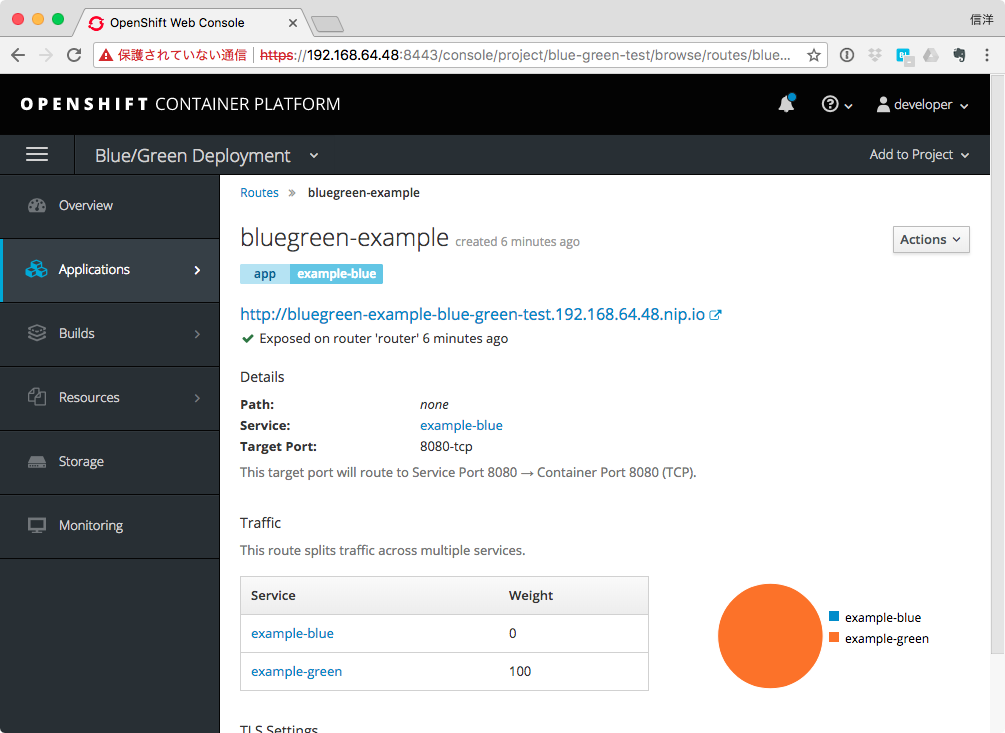 OpenShift Web Console
信洋
保護されていない通信 https://192.168.64.48:8443/console/project/blue-green-test/browse/routes/blue...
OPENSHIFT CONTAINER PLATFORM
developer
Blue/Green Deployment
Add to Project
Overview
Applications
Builds
Resources
Storage
Monitoring
Routes » bluegreen-example
bluegreen-example created 6 minutes ago
Actions
app example-blue
http://bluegreen-example-blue-green-test.192.168.64.48.nip.io
Exposed on router 'router' 6 minutes ago
Details
Path: none
Service: example-blue
Target Port: 8080-tcp
This target port will route to Service Port 8080 → Container Port 8080 (TCP).
Traffic
This route splits traffic across multiple services.
Service Weight
example-blue 0
example-green 100
example-blue
example-green
TLS Settings